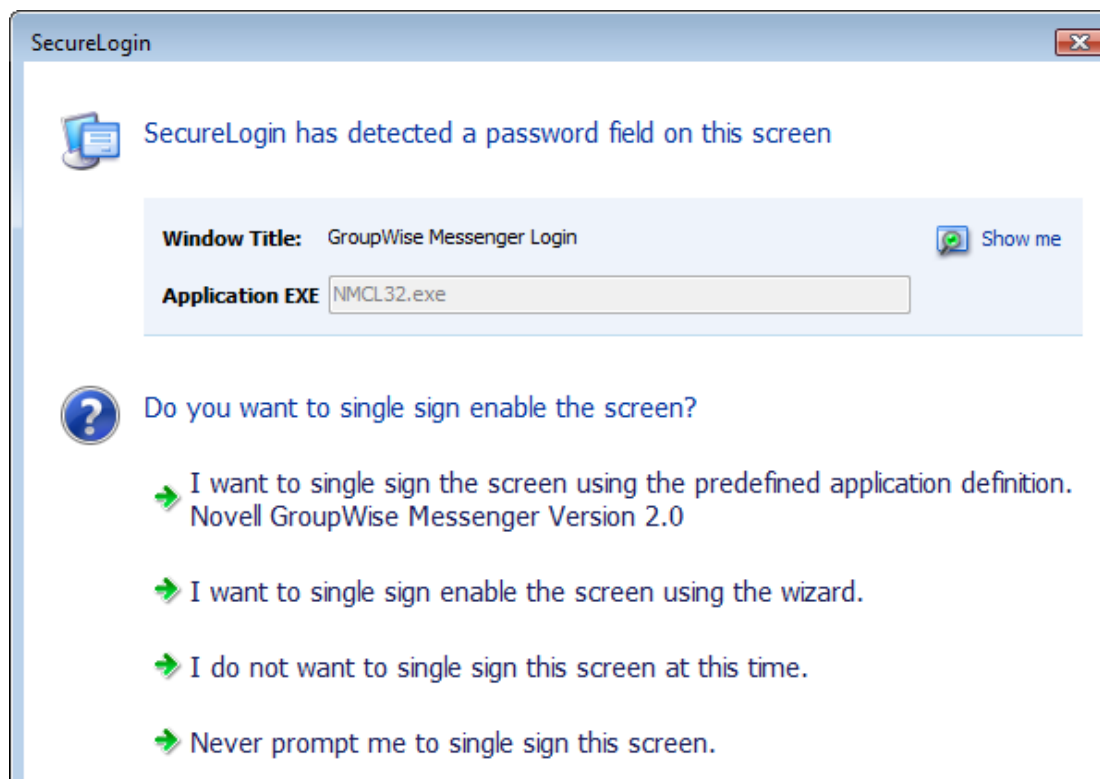 SecureLogin
SecureLogin has detected a password field on this screen
Window Title: GroupWise Messenger Login
Show me
Application EXE NMCL32.exe
Do you want to single sign enable the screen?
I want to single sign the screen using the predefined application definition.
Novell GroupWise Messenger Version 2.0
I want to single sign enable the screen using the wizard.
I do not want to single sign this screen at this time.
Never prompt me to single sign this screen.